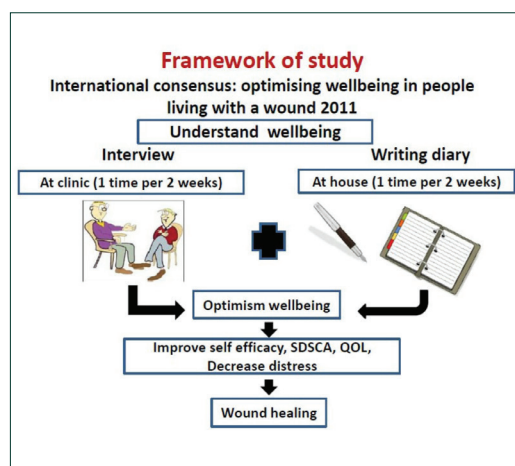 Framework of study
International consensus: optimising wellbeing in people
living with a wound 2011
Understand wellbeing
Interview
Writing diary
At clinic (1 time per 2 weeks)
At house (1 time per 2 weeks)
Optimism wellbeing
Improve self efficacy, SDSCA, QOL,
Decrease distress
Wound healing